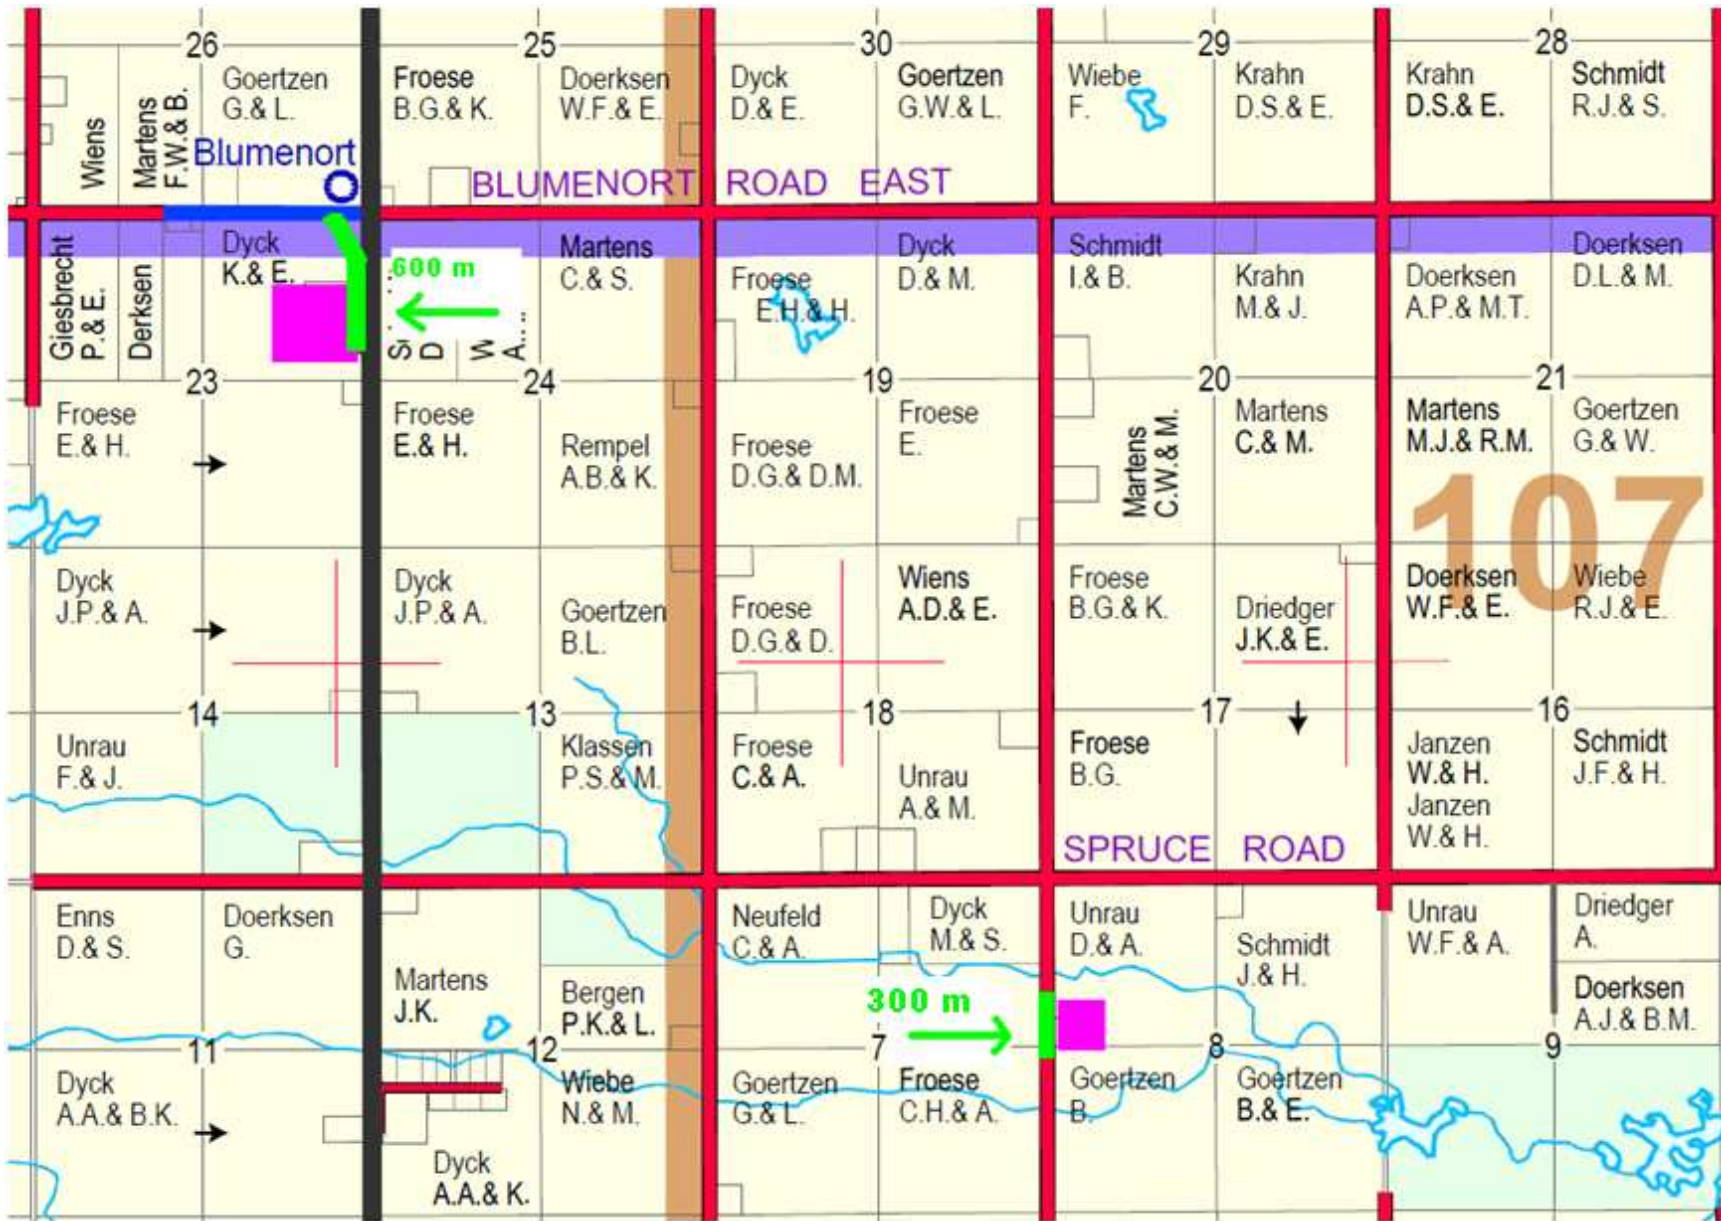 26
25
30
29
28
Goertzen
G.& L.
Froese
B.G.& K.
Doerksen
W.F.& E.
Dyck
D.& E.
Goertzen
G.W.& L.
Wiebe
F.
Krahn
D.S.& E.
Krahn
D.S.& E.
Schmidt
R.J.& S.
Wiens
Martens
F.W.& B.
Blumenort
BLUMENORT ROAD EAST
Giesbrecht
P.& E.
Derksen
Dyck
K.& E.
600 m
D
W
Martens
C.& S.
Froese
E.H.& H.
Dyck
D.& M.
Schmidt
I.& B.
Krahn
M.& J.
Doerksen
A.P.& M.T.
Doerksen
D.L.& M.
23
24
19
20
21
Froese
E.& H.
Froese
E.& H.
Rempel
A.B.& K.
Froese
D.G.& D.M.
Froese
E.
Martens
C.W.& M.
Martens
C.& M.
Martens
M.J.& R.M.
Goertzen
G.& W.
107
Dyck
J.P.& A.
Dyck
J.P.& A.
Goertzen
B.L.
Froese
D.G.& D.
Wiens
A.D.& E.
Froese
B.G.& K.
Driedger
J.K.& E.
Doerksen
W.F.& E.
Wiebe
R.J.& E.
14
13
18
17
16
Unrau
F.& J.
Klassen
P.S.& M.
Froese
C.& A.
Unrau
A.& M.
Froese
B.G.
Janzen
W.& H.
Janzen
W.& H.
Schmidt
J.F.& H.
SPRUCE ROAD
Enns
D.& S.
Doerksen
G.
Martens
J.K.
Bergen
P.K.& L.
Neufeld
C.& A.
Dyck
M.& S.
Unrau
D.& A.
Schmidt
J.& H.
Unrau
W.F.& A.
Driedger
A.
Doerksen
A.J.& B.M.
300 m
11
12
7
8
9
Dyck
A.A.& B.K.
Dyck
A.A.& K.
Wiebe
N.& M.
Goertzen
G.& L.
Froese
C.H.& A.
Goertzen
B.
Goertzen
B.& E.